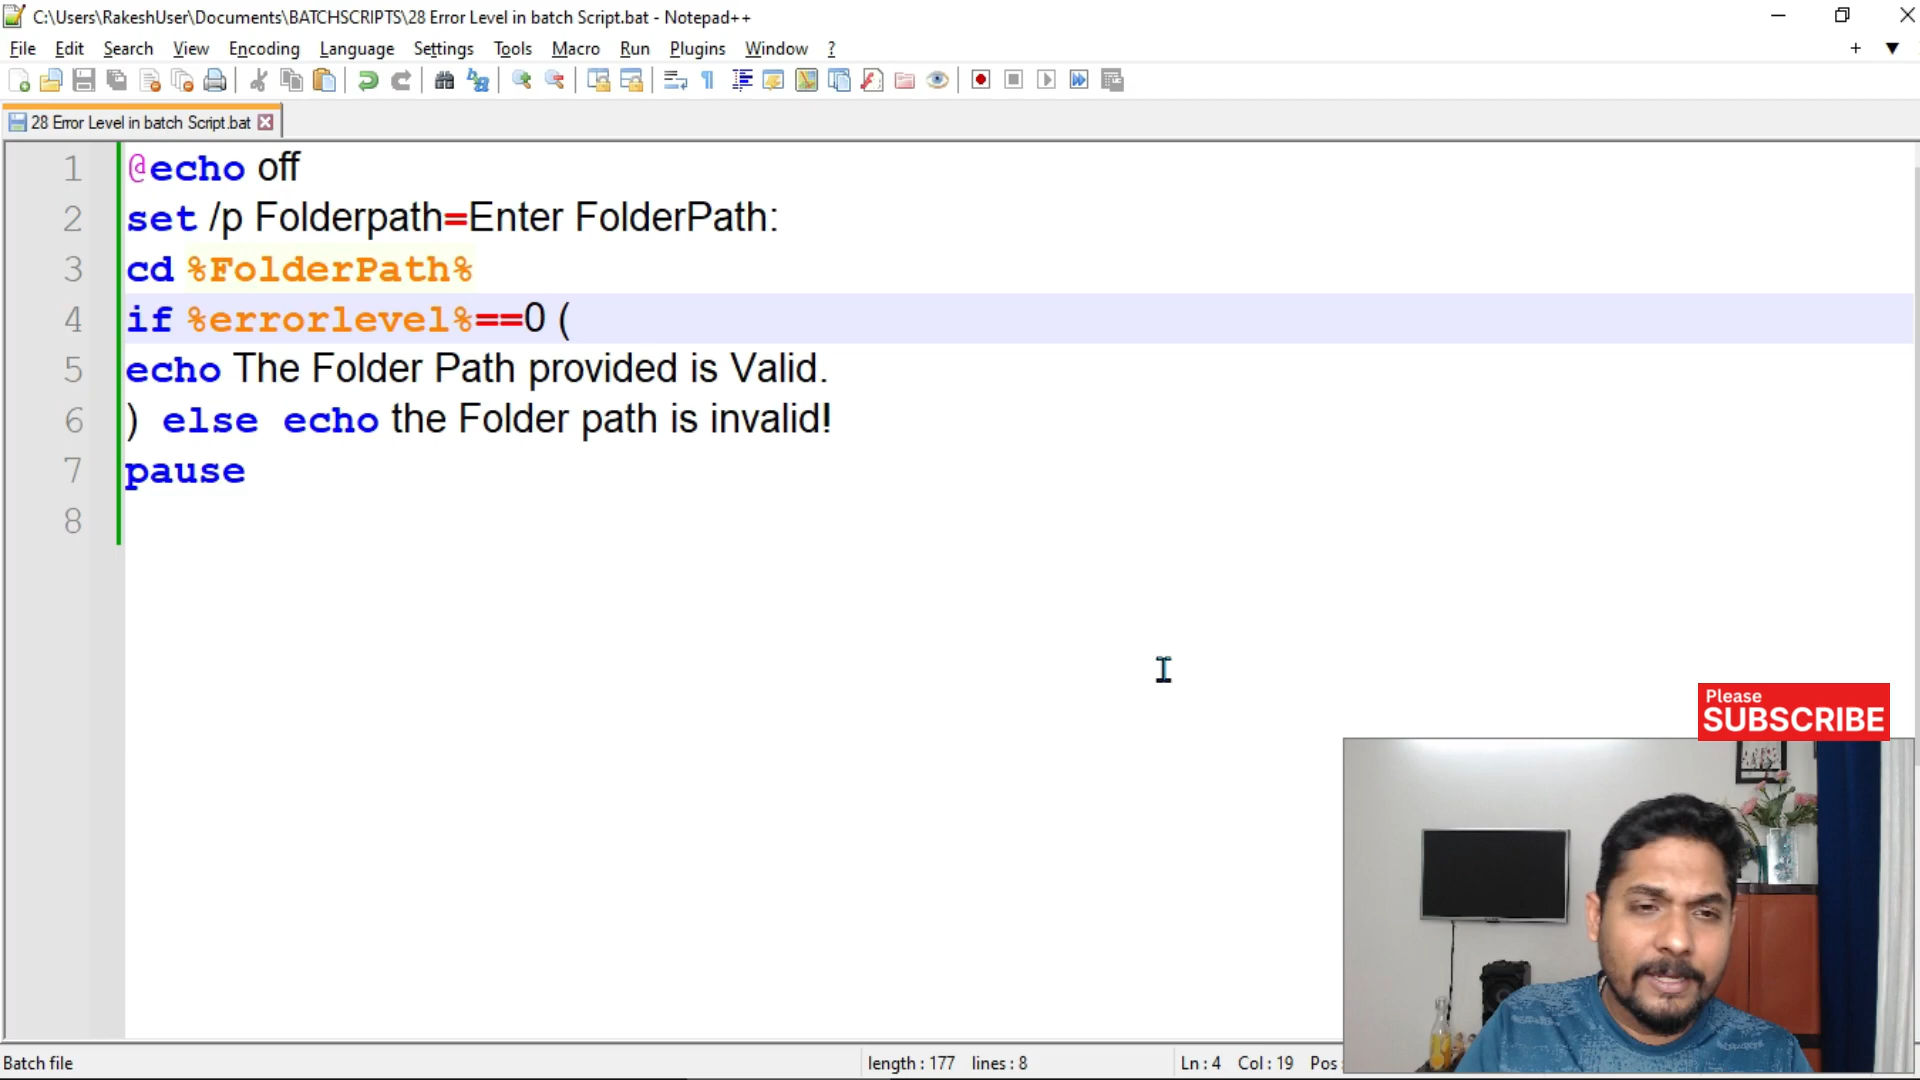 C:\Users\RakeshUser\Documents\BATCHSCRIPTS\28 Error Level in batch Script.bat - Notepad++
File Edit Search View Encoding Language Settings Tools Macro Run Plugins Window ?
28 Error Level in batch Script.bat
1 @echo off
2 set /p Folderpath=Enter FolderPath:
3 cd %FolderPath%
4 if %errorlevel%==0 (
5 echo The Folder Path provided is Valid.
6 ) else echo the Folder path is invalid!
7 pause
8
Please
SUBSCRIBE
Batch file length : 177 lines : 8 Ln : 4 Col : 19 Pos